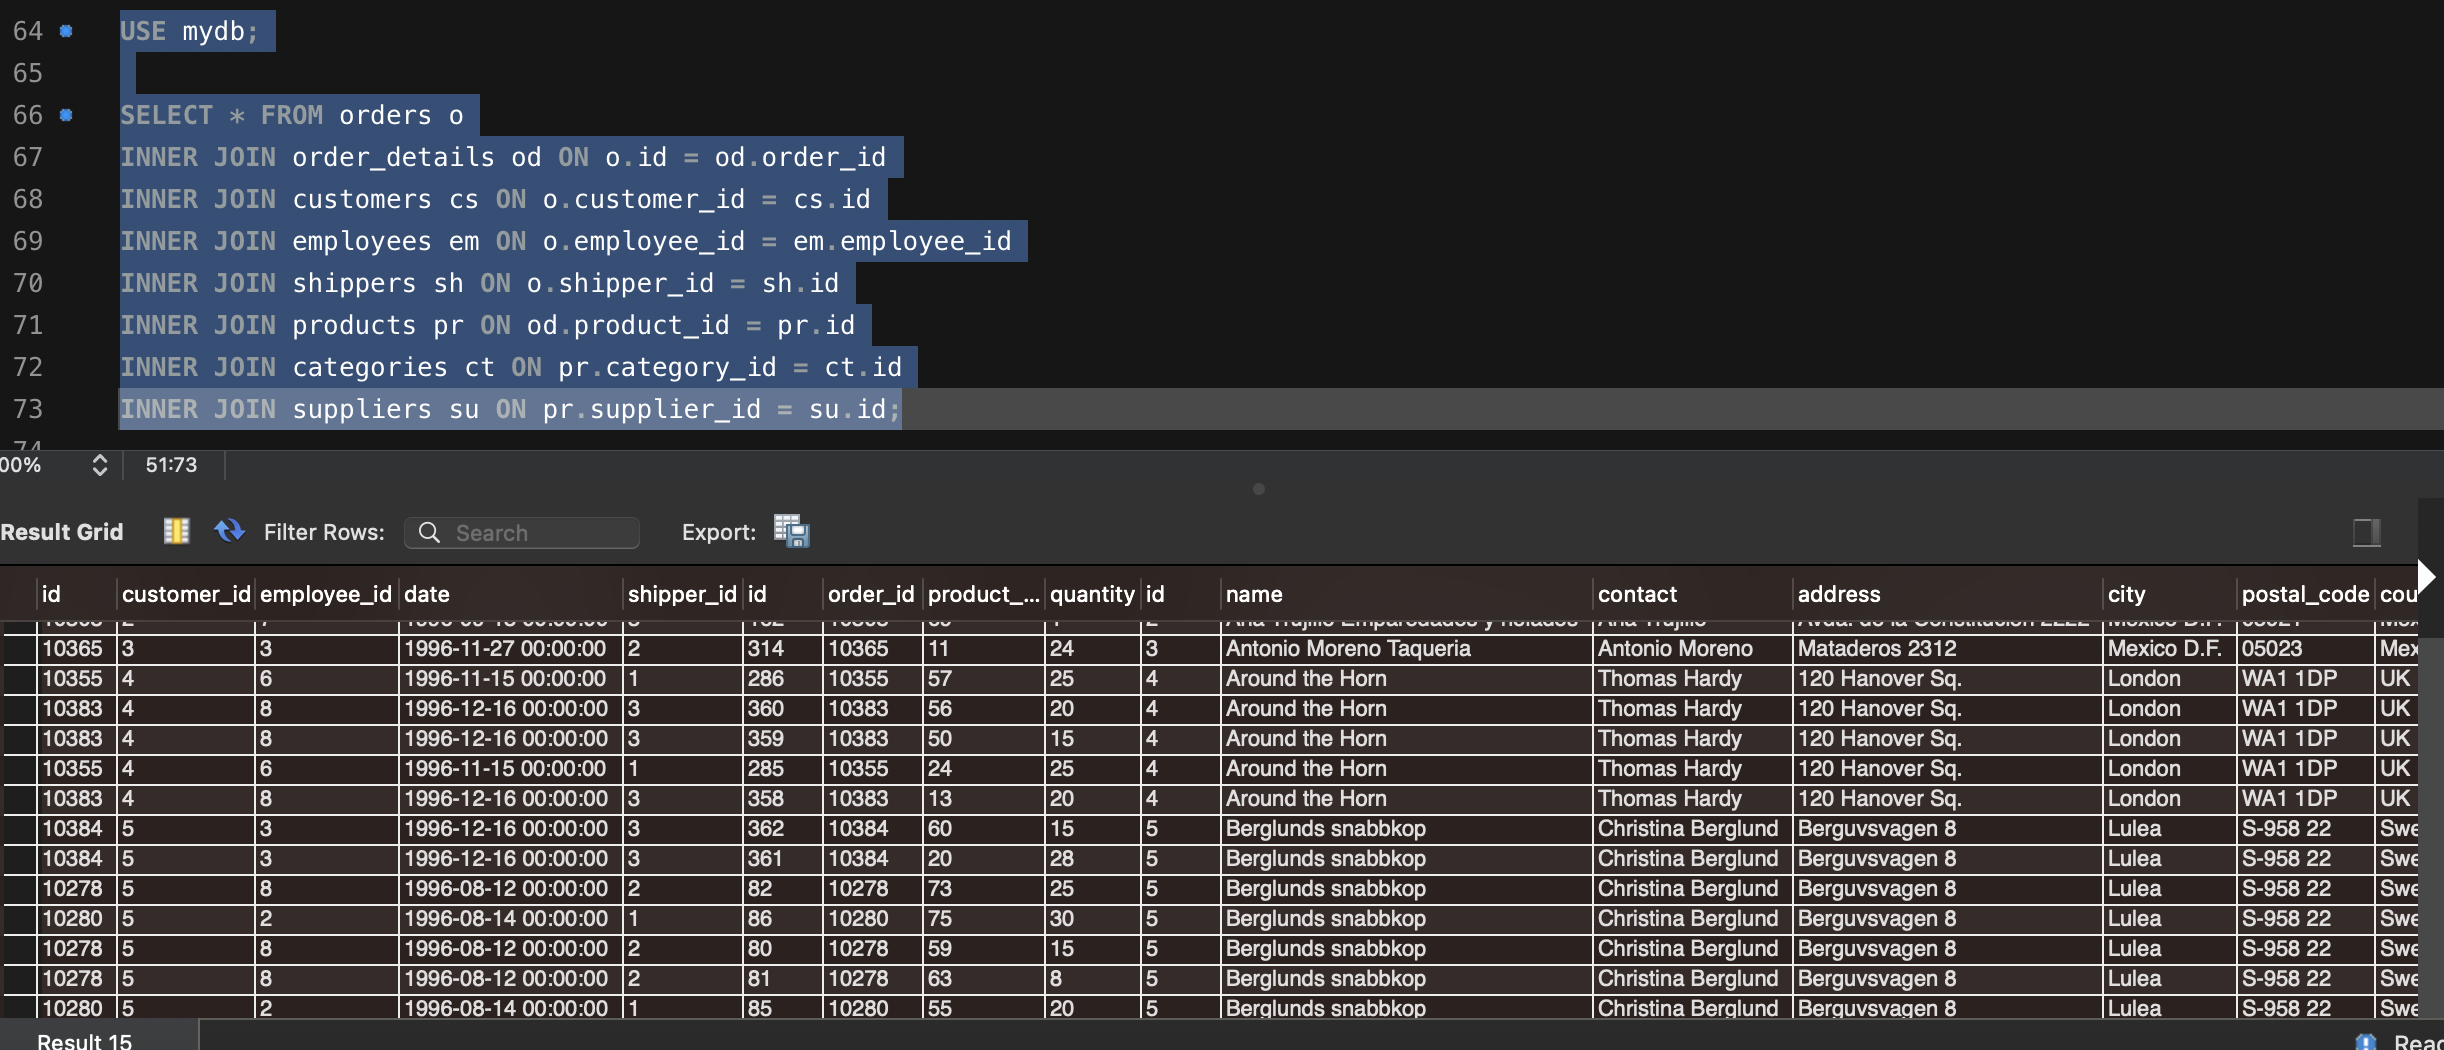 64 USE mydb;
65
66 SELECT * FROM orders o
67 INNER JOIN order_details od ON o.id = od.order_id
68 INNER JOIN customers cs ON o.customer_id = cs.id
69 INNER JOIN employees em ON o.employee_id = em.employee_id
70 INNER JOIN shippers sh ON o.shipper_id = sh.id
71 INNER JOIN products pr ON od.product_id = pr.id
72 INNER JOIN categories ct ON pr.category_id = ct.id
73 INNER JOIN suppliers su ON pr.supplier_id = su.id;
74
00% 51:73
Result Grid Filter Rows: Search Export:
id customer_id employee_id date shipper_id id order_id product_... quantity id name contact address city postal_code cou
10365 3 3 1996-11-27 00:00:00 2 314 10365 11 24 3 Antonio Moreno Taqueria Antonio Moreno Mataderos 2312 Mexico D.F. 05023 Mex
10355 4 6 1996-11-15 00:00:00 1 286 10355 57 25 4 Around the Horn Thomas Hardy 120 Hanover Sq. London WA1 1DP UK
10383 4 8 1996-12-16 00:00:00 3 360 10383 56 20 4 Around the Horn Thomas Hardy 120 Hanover Sq. London WA1 1DP UK
10383 4 8 1996-12-16 00:00:00 3 359 10383 50 15 4 Around the Horn Thomas Hardy 120 Hanover Sq. London WA1 1DP UK
10355 4 6 1996-11-15 00:00:00 1 285 10355 24 25 4 Around the Horn Thomas Hardy 120 Hanover Sq. London WA1 1DP UK
10383 4 8 1996-12-16 00:00:00 3 358 10383 13 20 4 Around the Horn Thomas Hardy 120 Hanover Sq. London WA1 1DP UK
10384 5 3 1996-12-16 00:00:00 3 362 10384 60 15 5 Berglunds snabbkop Christina Berglund Berguvsvagen 8 Lulea S-958 22 Swe
10384 5 3 1996-12-16 00:00:00 3 361 10384 20 28 5 Berglunds snabbkop Christina Berglund Berguvsvagen 8 Lulea S-958 22 Swe
10278 5 8 1996-08-12 00:00:00 2 82 10278 73 25 5 Berglunds snabbkop Christina Berglund Berguvsvagen 8 Lulea S-958 22 Swe
10280 5 2 1996-08-14 00:00:00 1 86 10280 75 30 5 Berglunds snabbkop Christina Berglund Berguvsvagen 8 Lulea S-958 22 Swe
10278 5 8 1996-08-12 00:00:00 2 80 10278 59 15 5 Berglunds snabbkop Christina Berglund Berguvsvagen 8 Lulea S-958 22 Swe
10278 5 8 1996-08-12 00:00:00 2 81 10278 63 8 5 Berglunds snabbkop Christina Berglund Berguvsvagen 8 Lulea S-958 22 Swe
10280 5 2 1996-08-14 00:00:00 1 85 10280 55 20 5 Berglunds snabbkop Christina Berglund Berguvsvagen 8 Lulea S-958 22 Swe
Result 15 Read